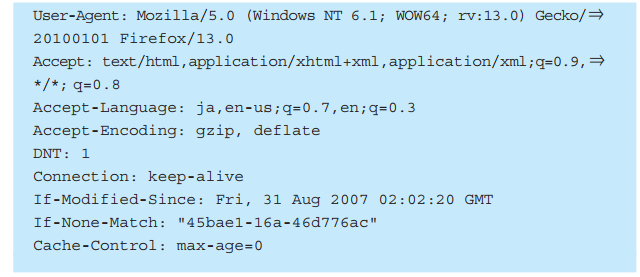 User-Agent: Mozilla/5.0 (Windows NT 6.1; WOW64; rv:13.0) Gecko/⇒
20100101 Firefox/13.0
Accept: text/html,application/xhtml+xml,application/xml;q=0.9,⇒
*/*; q=0.8
Accept-Language: ja,en-us;q=0.7,en;q=0.3
Accept-Encoding: gzip, deflate
DNT: 1
Connection: keep-alive
If-Modified-Since: Fri, 31 Aug 2007 02:02:20 GMT
If-None-Match: "45bae1-16a-46d776ac"
Cache-Control: max-age=0